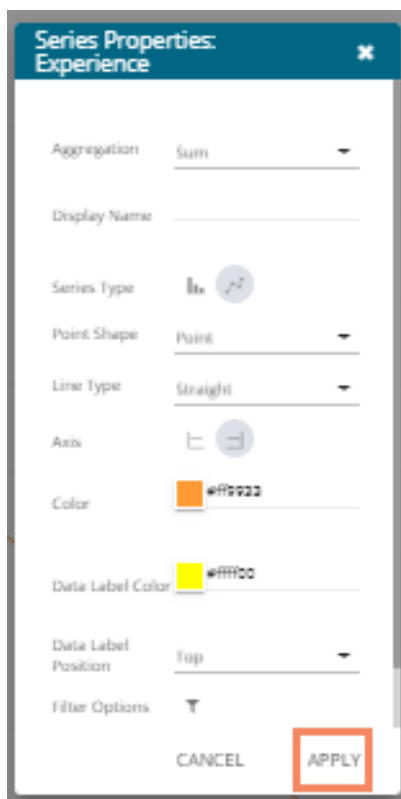 Series Properties:
Experience
Aggregation Sum
Display Name
Series Type
Point Shape Point
Line Type Straight
Axis
Color #ff9933
Data Label Color #ffff00
Data Label
Position Top
Filter Options
CANCEL APPLY